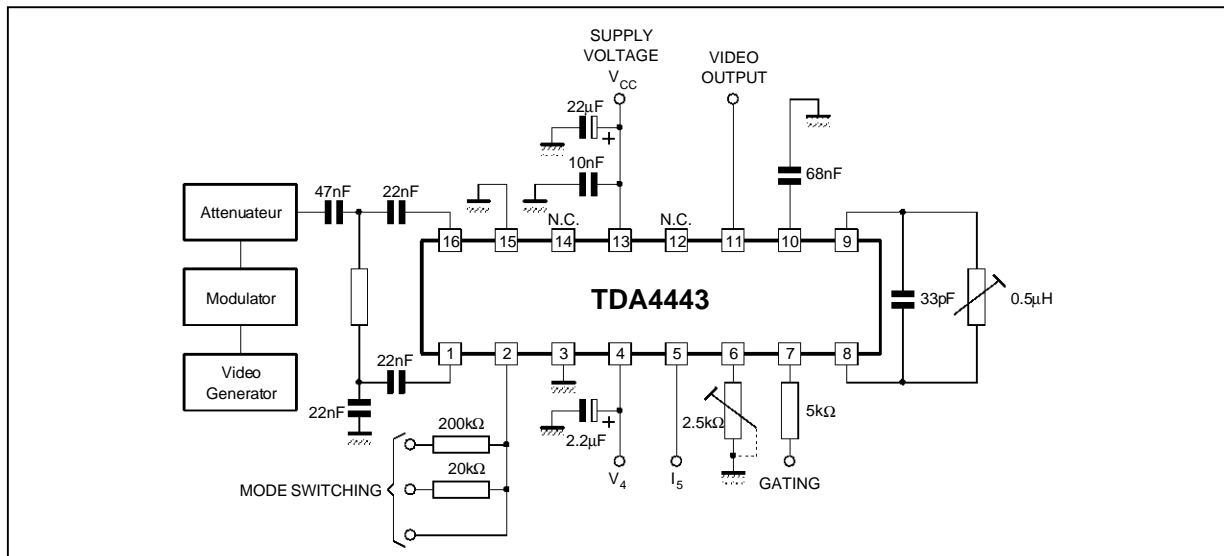 SUPPLY
VOLTAGE
V_CC
VIDEO
OUTPUT
22µF
+
10nF
68nF
47nF
22nF
Attenuateur
N.C.
N.C.
16
15
14
13
12
11
10
9
Modulator
TDA4443
33pF
0.5µH
Video
Generator
22nF
1
2
3
4
5
6
7
8
22nF
200kΩ
+
2.2µF
2.5kΩ
5kΩ
20kΩ
MODE SWITCHING
V4
I5
GATING